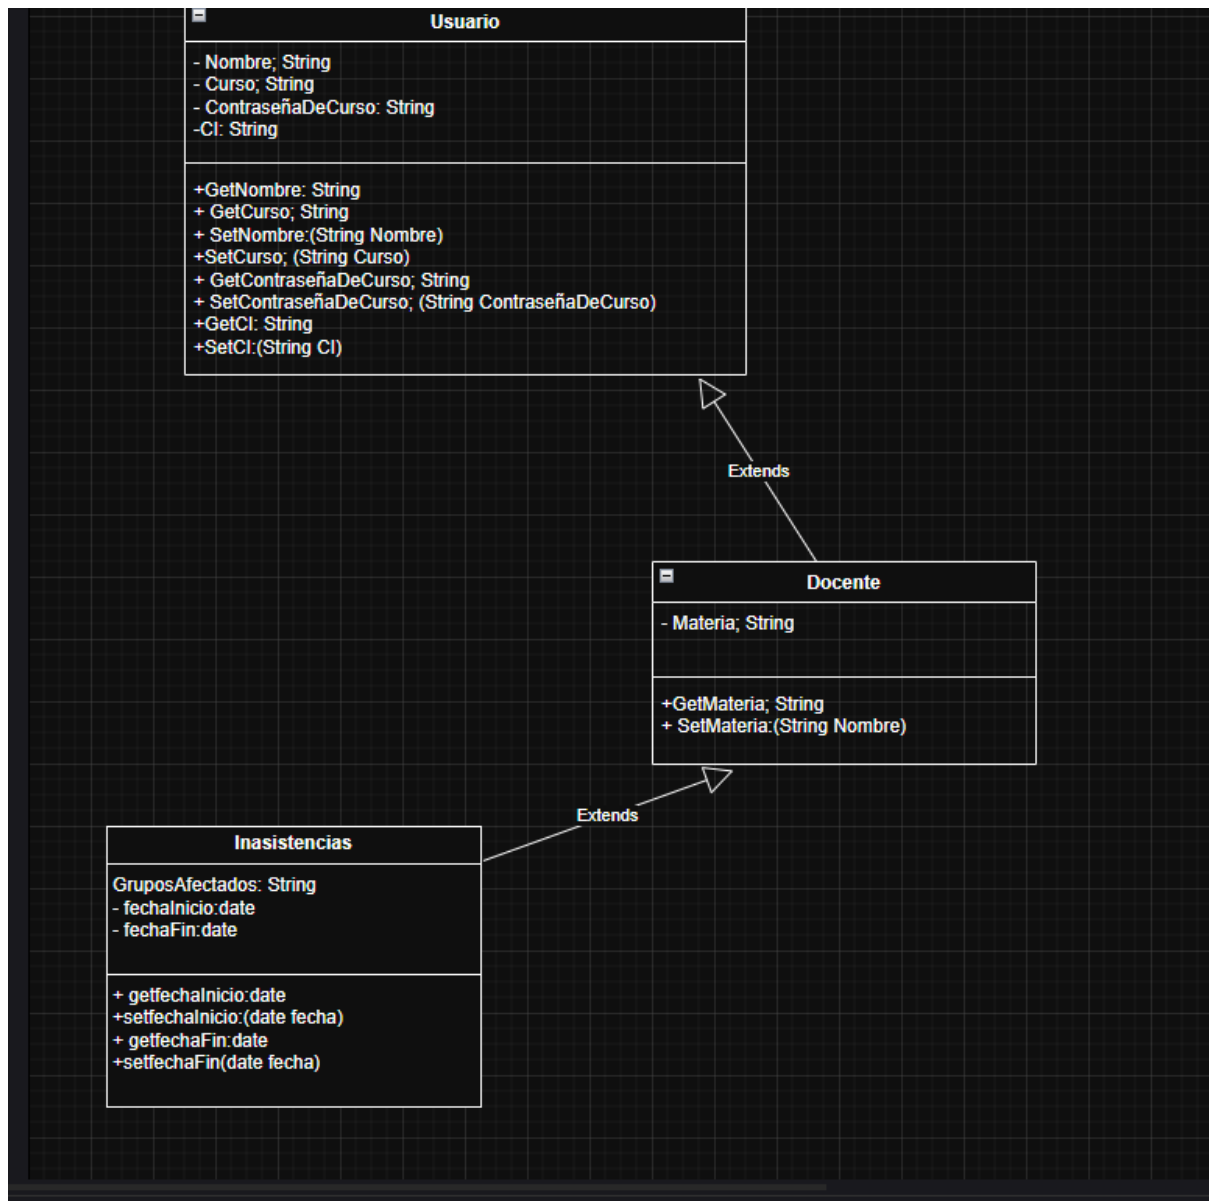 Usuario
- Nombre; String
- Curso; String
- ContraseñaDeCurso: String
-CI: String
+GetNombre: String
+ GetCurso; String
+ SetNombre:(String Nombre)
+SetCurso; (String Curso)
+ GetContraseñaDeCurso; String
+ SetContraseñaDeCurso; (String ContraseñaDeCurso)
+GetCI: String
+SetCI:(String CI)
Extends
Docente
- Materia; String
+GetMateria; String
+ SetMateria:(String Nombre)
Extends
Inasistencias
GruposAfectados: String
- fechaInicio:date
- fechaFin:date
+ getfechaInicio:date
+setfechaInicio:(date fecha)
+ getfechaFin:date
+setfechaFin(date fecha)